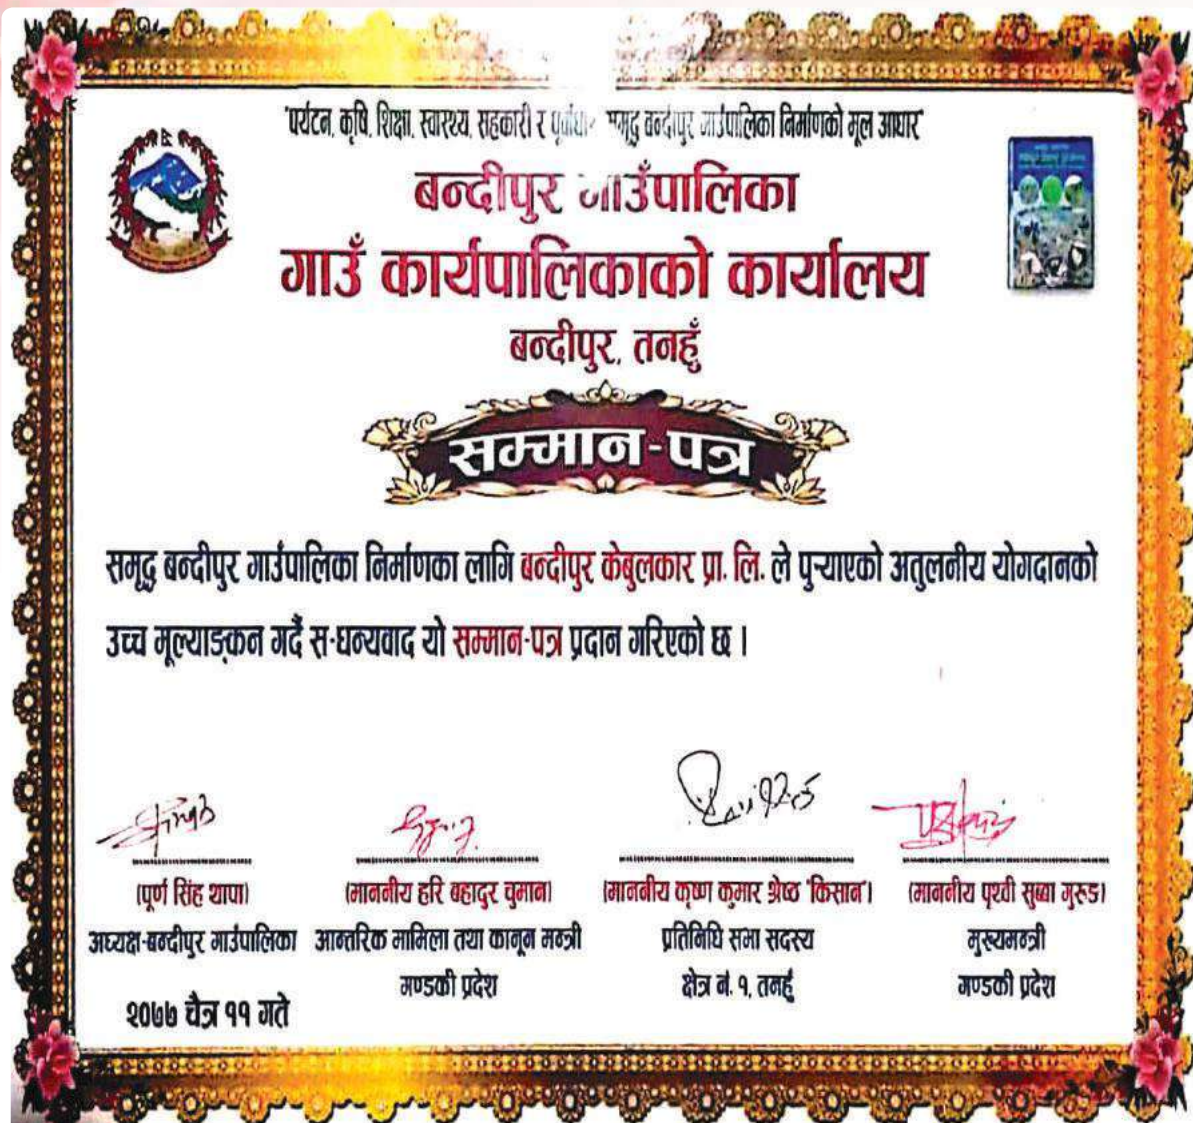 "पर्यटन, कृषि, शिक्षा, स्वास्थ्य, सहकारी र पूर्वाधार समृद्ध बन्दीपुर गाउँपालिका निर्माणको मूल आधार"
बन्दीपुर गाउँपालिका
गाउँ कार्यपालिकाको कार्यालय
बन्दीपुर, तनहुँ
सम्मान-पत्र
समृद्ध बन्दीपुर गाउँपालिका निर्माणका लागि बन्दीपुर केबुलकार प्रा. लि. ले पुर्‍याएको अतुलनीय योगदानको
उच्च मूल्याङ्कन गर्दै स-धन्यवाद यो सम्मान-पत्र प्रदान गरिएको छ ।
(पूर्ण सिंह थापा) (माननीय हरि बहादुर चुमान) (माननीय कृष्ण कुमार श्रेष्ठ 'किसान') (माननीय पृथ्वी सुब्बा गुरुङ)
अध्यक्ष-बन्दीपुर गाउँपालिका आन्तरिक मामिला तथा कानून मन्त्री प्रतिनिधि सभा सदस्य मुख्यमन्त्री
गण्डकी प्रदेश क्षेत्र नं. १, तनहुँ गण्डकी प्रदेश
२०७७ चैत्र ११ गते